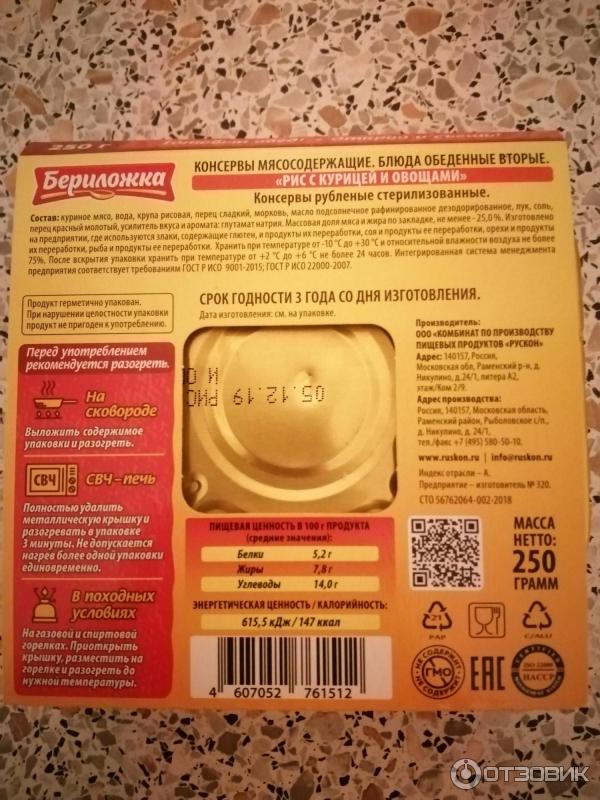 250 г
Бериложка
КОНСЕРВЫ МЯСОСОДЕРЖАЩИЕ. БЛЮДА ОБЕДЕННЫЕ ВТОРЫЕ.
«РИС С КУРИЦЕЙ И ОВОЩАМИ»
Консервы рубленые стерилизованные.
Состав: куриное мясо, вода, крупа рисовая, перец сладкий, морковь, масло подсолнечное рафинированное дезодорированное, лук, соль,
перец красный молотый, усилитель вкуса и аромата: глутамат натрия. Массовая доля мяса и жира по закладке, не менее - 25,0 %. Изготовлено
на предприятии, где используются злаки, содержащие глютен, и продукты их переработки, соя и продукты ее переработки, орехи и продукты
их переработки, рыба и продукты ее переработки. Хранить при температуре от -10 °С до +30 °С и относительной влажности воздуха не более
75%. После вскрытия упаковки хранить при температуре от +2 °С до +6 °С не более 24 часов. Интегрированная система менеджмента
предприятия соответствует требованиям ГОСТ Р ИСО 9001-2015; ГОСТ Р ИСО 22000-2007.
Продукт герметично упакован.
При нарушении целостности упаковки
продукт не пригоден к употреблению.
СРОК ГОДНОСТИ 3 ГОДА СО ДНЯ ИЗГОТОВЛЕНИЯ.
Дата изготовления: см. на упаковке.
05.12.19 РИС
И
Перед употреблением
рекомендуется разогреть.
На
сковороде
Выложить содержимое
упаковки и разогреть.
СВЧ
СВЧ – печь
Полностью удалить
металлическую крышку и
разогревать в упаковке
3 минуты. Не допускается
нагрев более одной упаковки
единовременно.
В походных
условиях
На газовой и спиртовой
горелках. Приоткрыть
крышку, разместить на
горелке и разогреть до
нужной температуры.
Производитель:
ООО «КОМБИНАТ ПО ПРОИЗВОДСТВУ
ПИЩЕВЫХ ПРОДУКТОВ «РУСКОН»
Адрес: 140157, Россия,
Московская обл, Раменский р-н, д.
Никулино, д.24/1, литера А2,
этаж/Ком 2/9.
Адрес производства:
Россия, 140157, Московская область,
Раменский район, Рыболовское с/п.,
д. Никулино, д. 24/1,
тел./факс +7 (495) 580-50-10.
www.ruskon.ru | info@ruskon.ru
Индекс отрасли – А.
Предприятие – изготовитель № 320.
СТО 56762064-002-2018
ПИЩЕВАЯ ЦЕННОСТЬ В 100 г ПРОДУКТА
(средние значения):
Белки 5,2 г
Жиры 7,8 г
Углеводы 14,0 г
ЭНЕРГЕТИЧЕСКАЯ ЦЕННОСТЬ / КАЛОРИЙНОСТЬ:
615,5 кДж / 147 ккал
4 607052 761512
МАССА
НЕТТО:
250
ГРАММ
21
PAP
C/ALU
НЕ СОДЕРЖИТ
ГМО
НЕ СОДЕРЖИТ
EAC
ISO 22000
HACCP
ОТЗОВИК